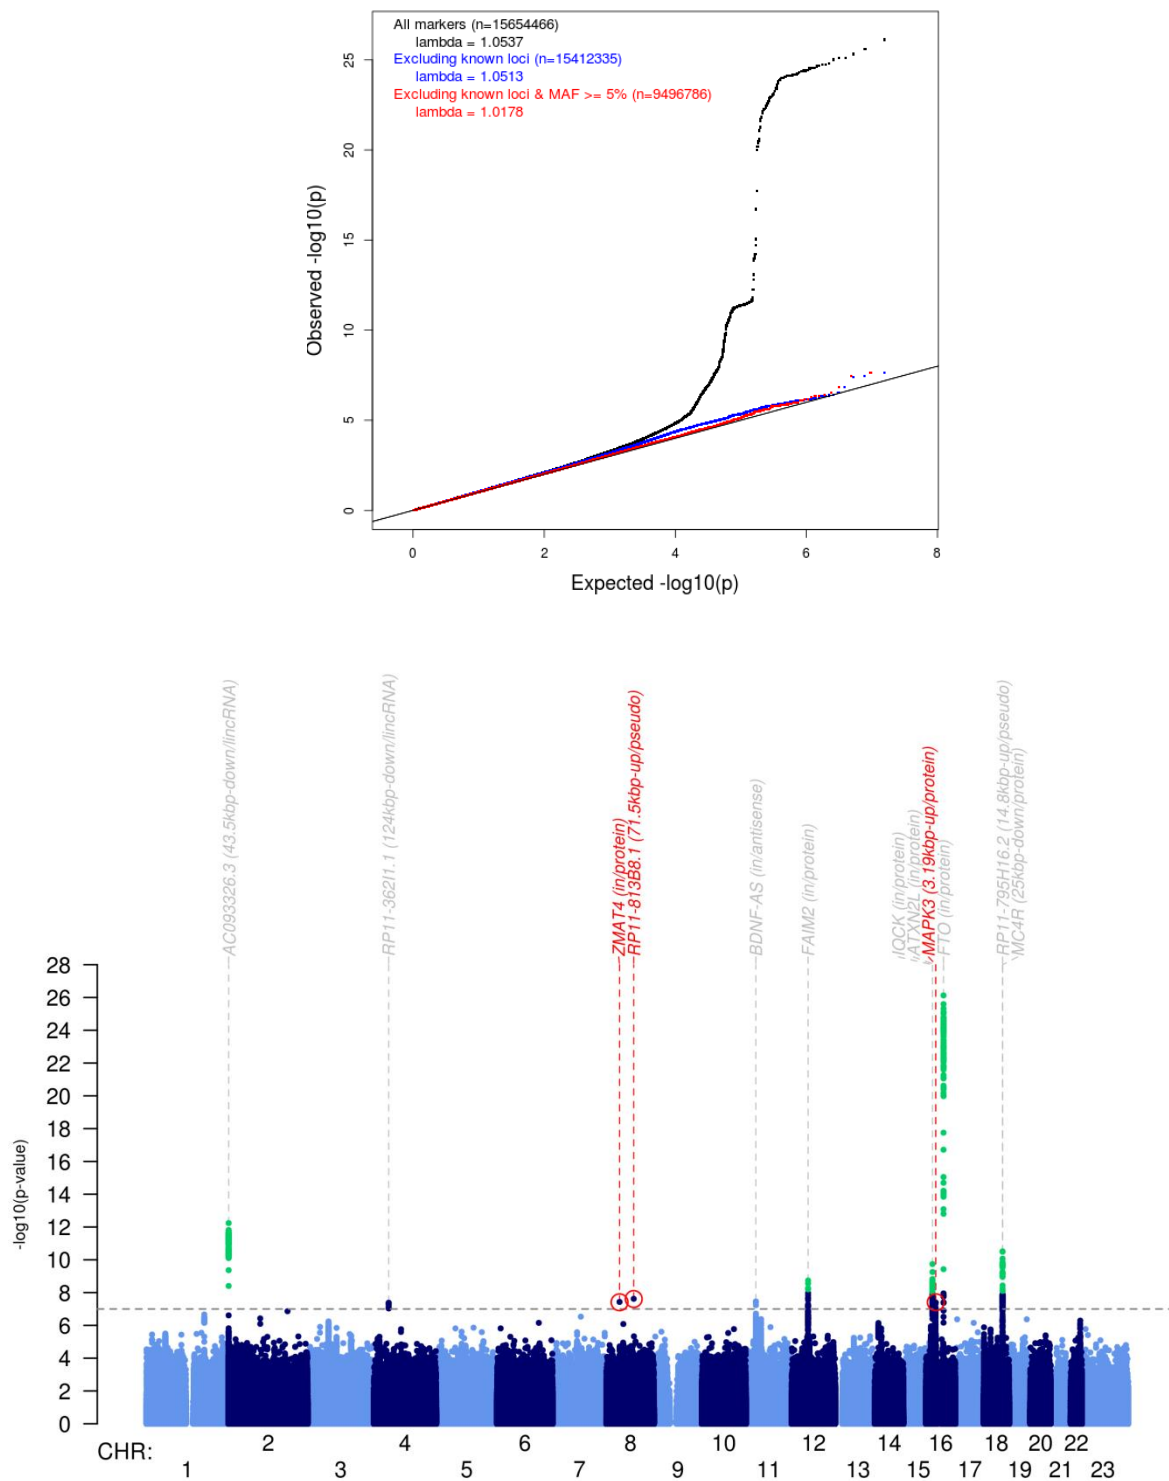 All markers (n=15654466)
lambda = 1.0537
Excluding known loci (n=15412335)
lambda = 1.0513
Excluding known loci & MAF >= 5% (n=9496786)
lambda = 1.0178
Observed -log10(p)
25
20
15
10
5
0
0 2 4 6 8
Expected -log10(p)
AC093326.3 (43.5kbp-down/lincRNA)
RP11-362I1.1 (124kbp-down/lincRNA)
ZMAT4 (in/protein)
RP11-813B8.1 (71.5kbp-up/pseudo)
BDNF-AS (in/antisense)
FAIM2 (in/protein)
IQCK (in/protein)
ATXN2L (in/protein)
MAPK3 (3.19kbp-up/protein)
FTO (in/protein)
RP11-795H16.2 (14.8kbp-up/pseudo)
MC4R (25kbp-down/protein)
-log10(p-value)
28
26
24
22
20
18
16
14
12
10
8
6
4
2
0
CHR:
2 4 6 8 10 12 14 16 18 20 22
1 3 5 7 9 11 13 15 17 19 21 23